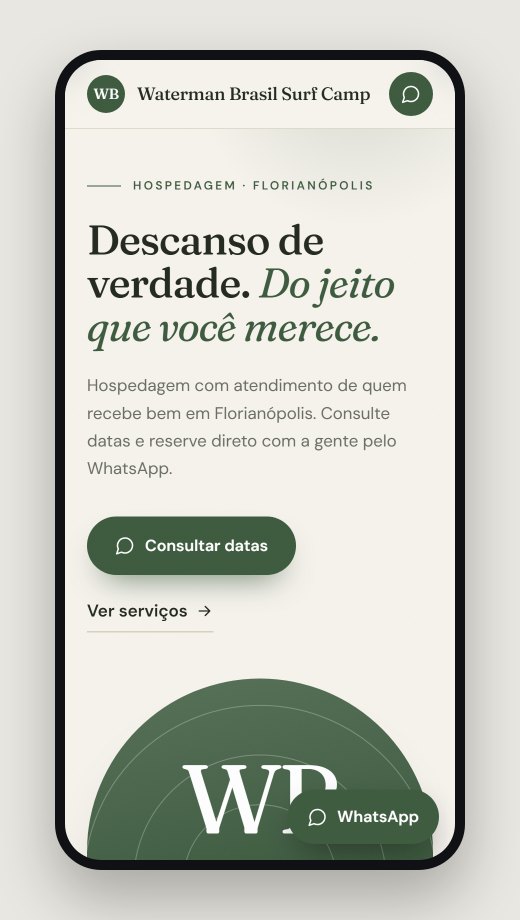 WB Waterman Brasil Surf Camp
HOSPEDAGEM · FLORIANÓPOLIS
Descanso de
verdade. Do jeito
que você merece.
Hospedagem com atendimento de quem
recebe bem em Florianópolis. Consulte
datas e reserve direto com a gente pelo
WhatsApp.
Consultar datas
Ver serviços →
WB
WhatsApp